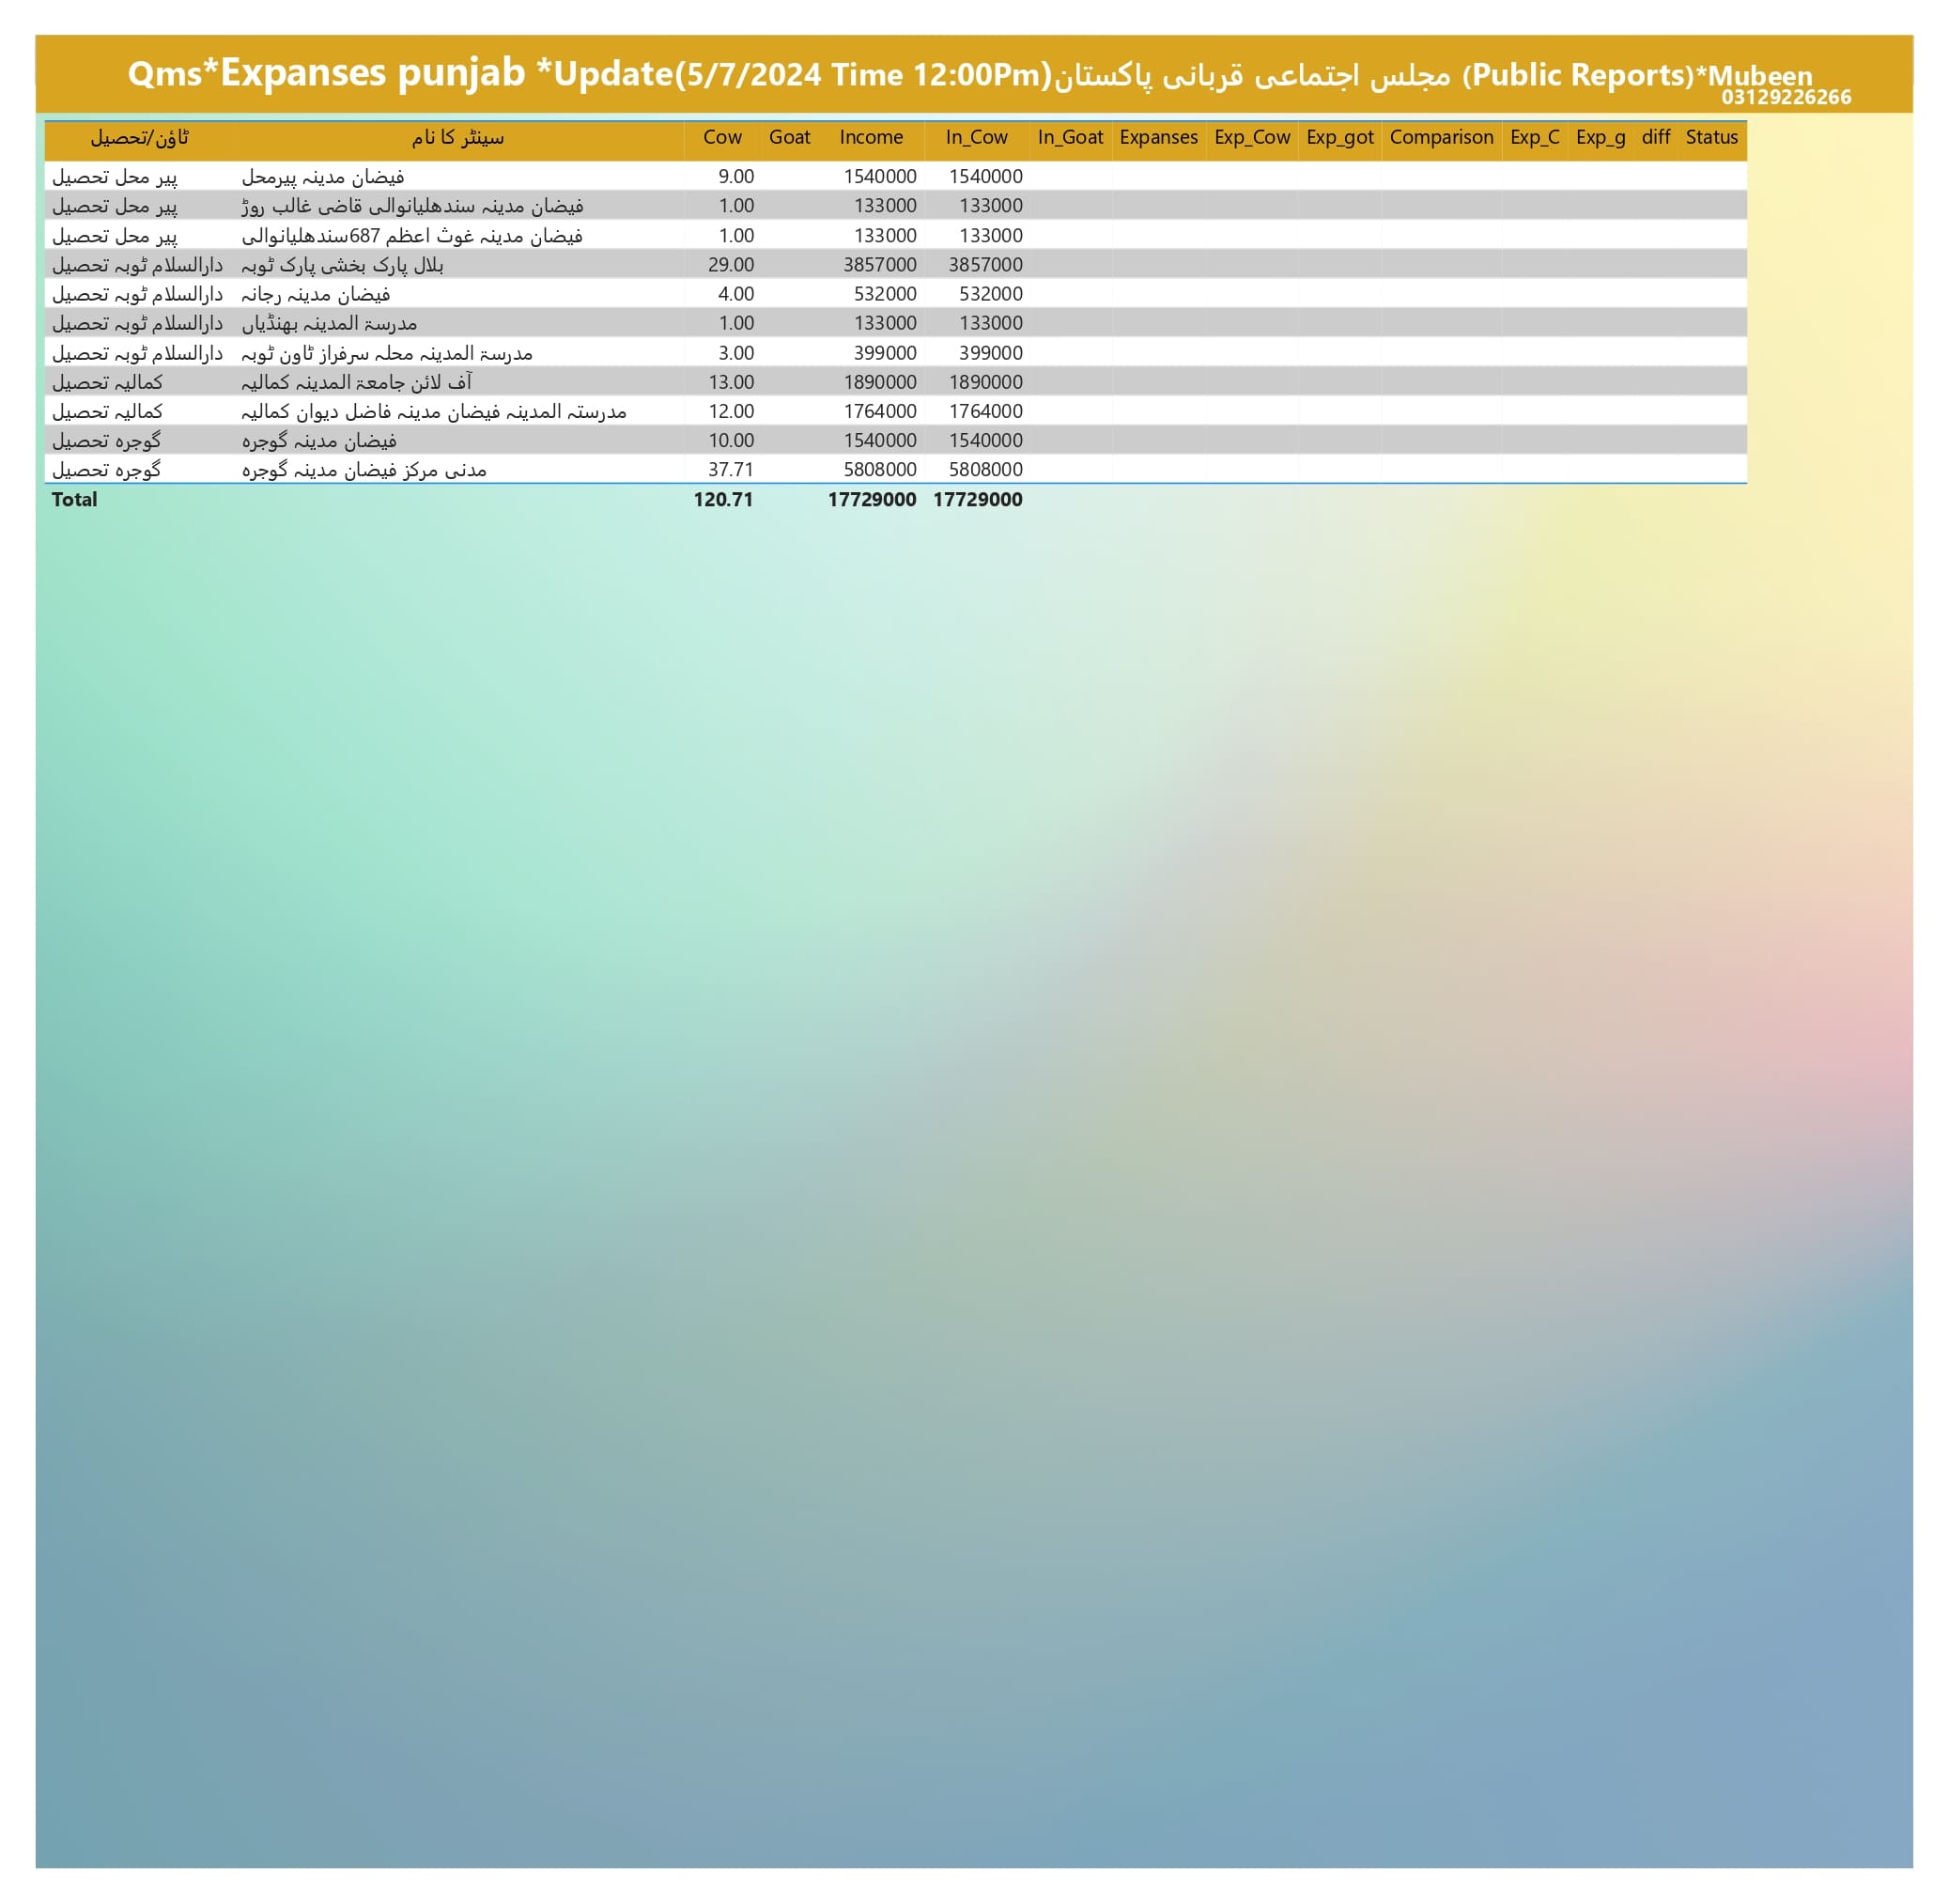 Qms*Expanses punjab *Update(5/7/2024 Time 12:00Pm)مجلس اجتماعی قربانی پاکستان (Public Reports)*Mubeen
03129226266
ٹاؤن/تحصیل سینٹر کا نام Cow Goat Income In_Cow In_Goat Expanses Exp_Cow Exp_got Comparison Exp_C Exp_g diff Status
پیر محل تحصیل فیضان مدینہ پیرمحل 9.00 1540000 1540000
پیر محل تحصیل فیضان مدینہ سندھلیانوالی قاضی غالب روڑ 1.00 133000 133000
پیر محل تحصیل فیضان مدینہ غوث اعظم 687سندھلیانوالی 1.00 133000 133000
دارالسلام ٹوبہ تحصیل بلال پارک بخشی پارک ٹوبہ 29.00 3857000 3857000
دارالسلام ٹوبہ تحصیل فیضان مدینہ رجانہ 4.00 532000 532000
دارالسلام ٹوبہ تحصیل مدرسۃ المدینہ بھنڈیاں 1.00 133000 133000
دارالسلام ٹوبہ تحصیل مدرسۃ المدینہ محلہ سرفراز ٹاون ٹوبہ 3.00 399000 399000
کمالیہ تحصیل آف لائن جامعۃ المدینہ کمالیہ 13.00 1890000 1890000
کمالیہ تحصیل مدرستہ المدینہ فیضان مدینہ فاضل دیوان کمالیہ 12.00 1764000 1764000
گوجرہ تحصیل فیضان مدینہ گوجرہ 10.00 1540000 1540000
گوجرہ تحصیل مدنی مرکز فیضان مدینہ گوجرہ 37.71 5808000 5808000
Total 120.71 17729000 17729000